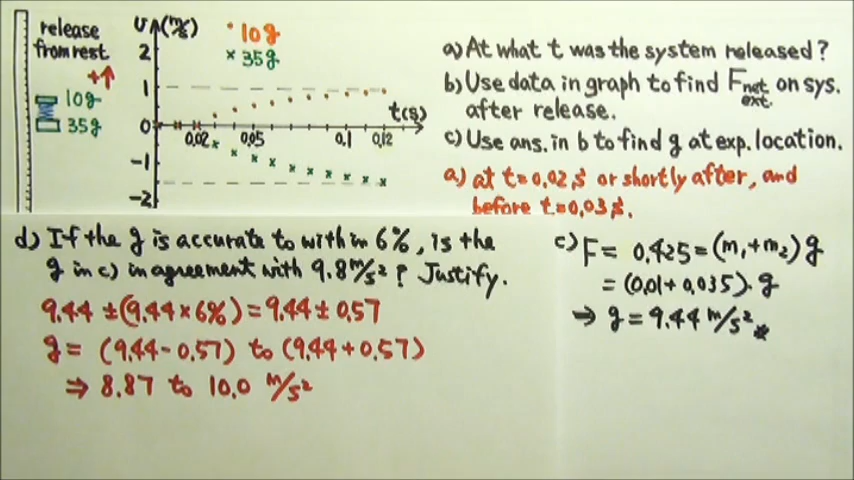 release
from rest
+↑
10g
35g
v(m/s)
• 10g
× 35g
2
1
0
-1
-2
0.02 0.05 0.1 0.12
t(s)
a) At what t was the system released?
b) Use data in graph to find Fnet ext. on sys.
after release.
c) Use ans. in b to find g at exp. location.
a.) at t=0.02 s or shortly after, and
before t=0.03 s.
d) If the g is accurate to with in 6%, is the
g in c) in agreement with 9.8 m/s²? Justify.
9.44 ± (9.44 × 6%) = 9.44 ± 0.57
g = (9.44 - 0.57) to (9.44 + 0.57)
⇒ 8.87 to 10.0 m/s²
c) F = 0.425 = (m₁+m₂) g
= (0.01 + 0.035) · g
⇒ g = 9.44 m/s² *